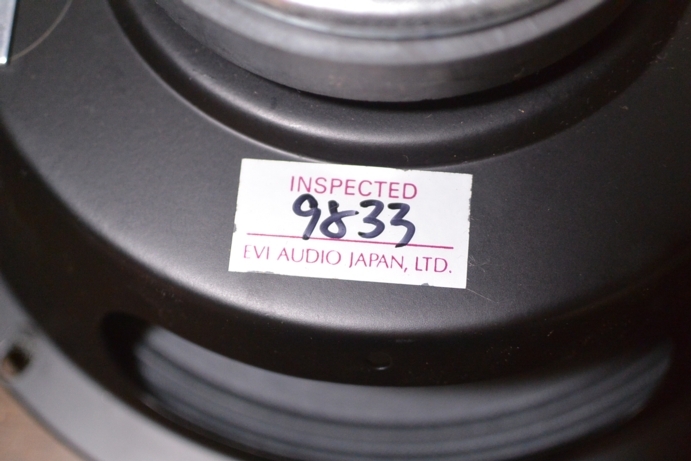 INSPECTED
9833
EVI AUDIO JAPAN, LTD.